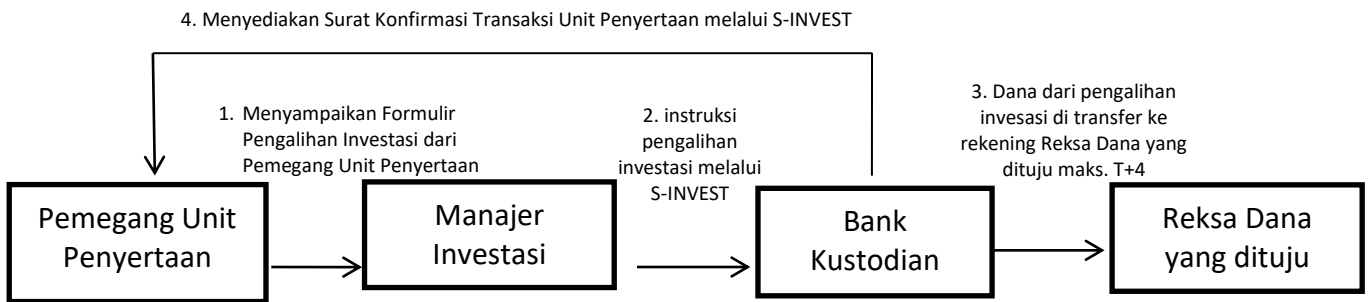 4. Menyediakan Surat Konfirmasi Transaksi Unit Penyertaan melalui S-INVEST
1. Menyampaikan Formulir
Pengalihan Investasi dari
Pemegang Unit Penyertaan
2. instruksi
pengalihan
investasi melalui
S-INVEST
3. Dana dari pengalihan
invesasi di transfer ke
rekening Reksa Dana yang
dituju maks. T+4
Pemegang Unit
Penyertaan
Manajer
Investasi
Bank
Kustodian
Reksa Dana
yang dituju